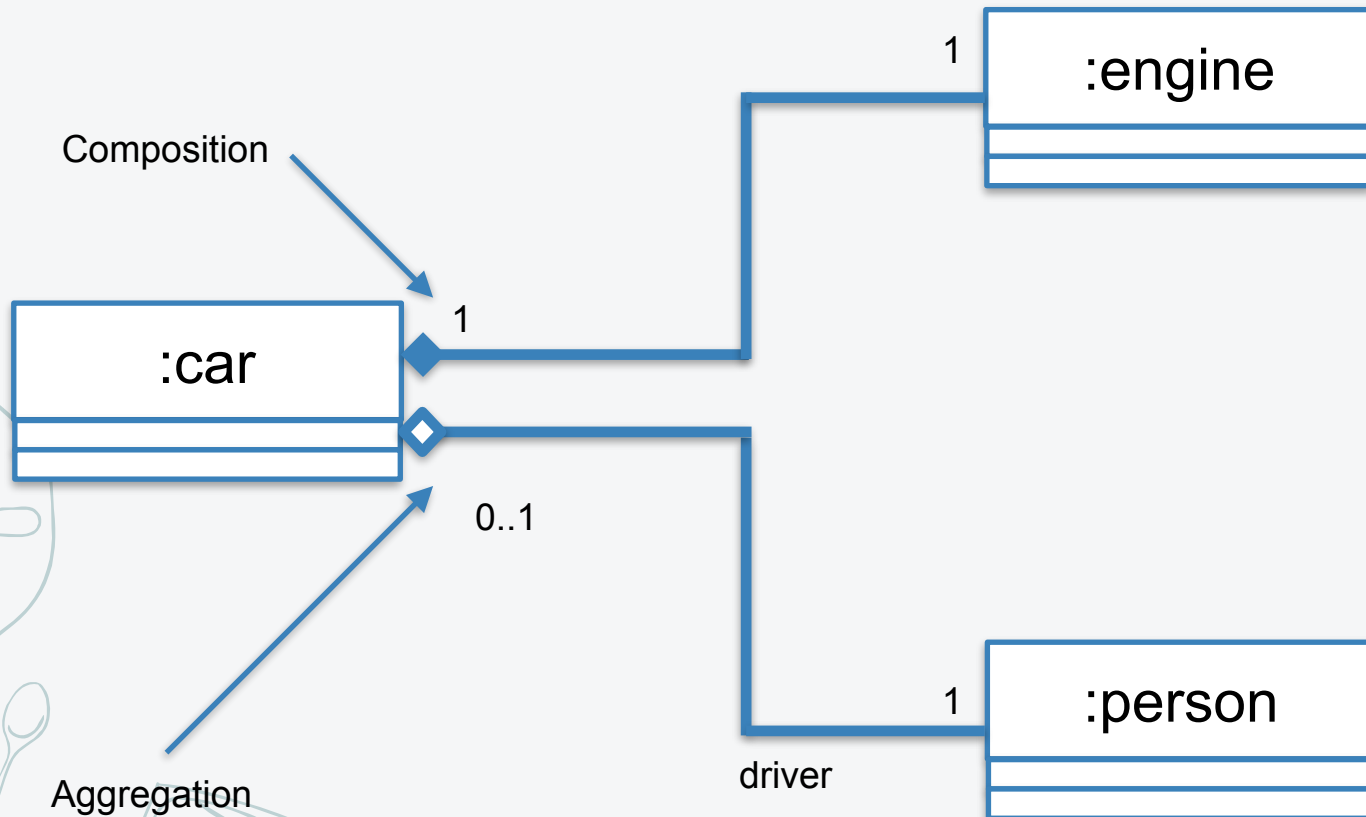 1
:engine
Composition
1
:car
0..1
1
:person
driver
Aggregation